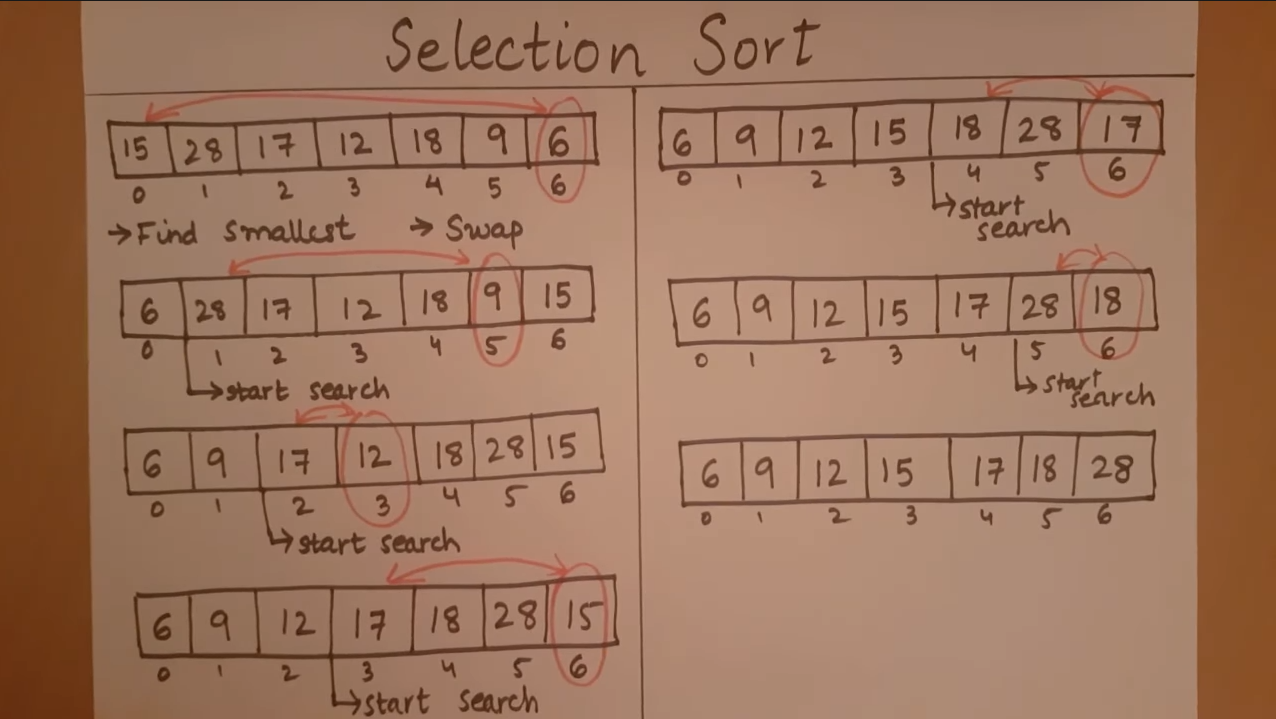 Selection Sort
15 28 17 12 18 9 6
0 1 2 3 4 5 6
→Find smallest → Swap
6 28 17 12 18 9 15
0 1 2 3 4 5 6
→start search
6 9 17 12 18 28 15
0 1 2 3 4 5 6
→start search
6 9 12 17 18 28 15
0 1 2 3 4 5 6
→start search
6 9 12 15 18 28 17
0 1 2 3 4 5 6
→start
search
6 9 12 15 17 28 18
0 1 2 3 4 5 6
→start
search
6 9 12 15 17 18 28
0 1 2 3 4 5 6